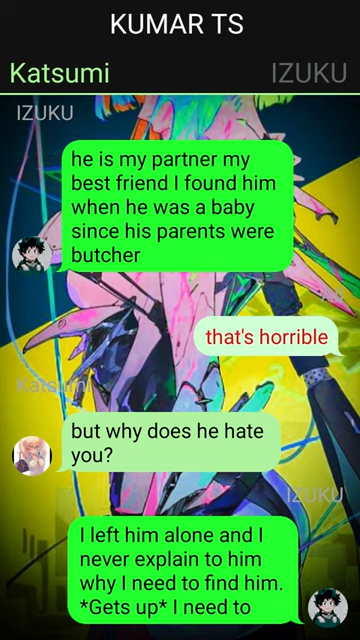 KUMAR TS
Katsumi
IZUKU
IZUKU
he is my partner my
best friend I found him
when he was a baby
since his parents were
butcher
that's horrible
Katsumi
but why does he hate
you?
IZUKU
I left him alone and I
never explain to him
why I need to find him.
*Gets up* I need to